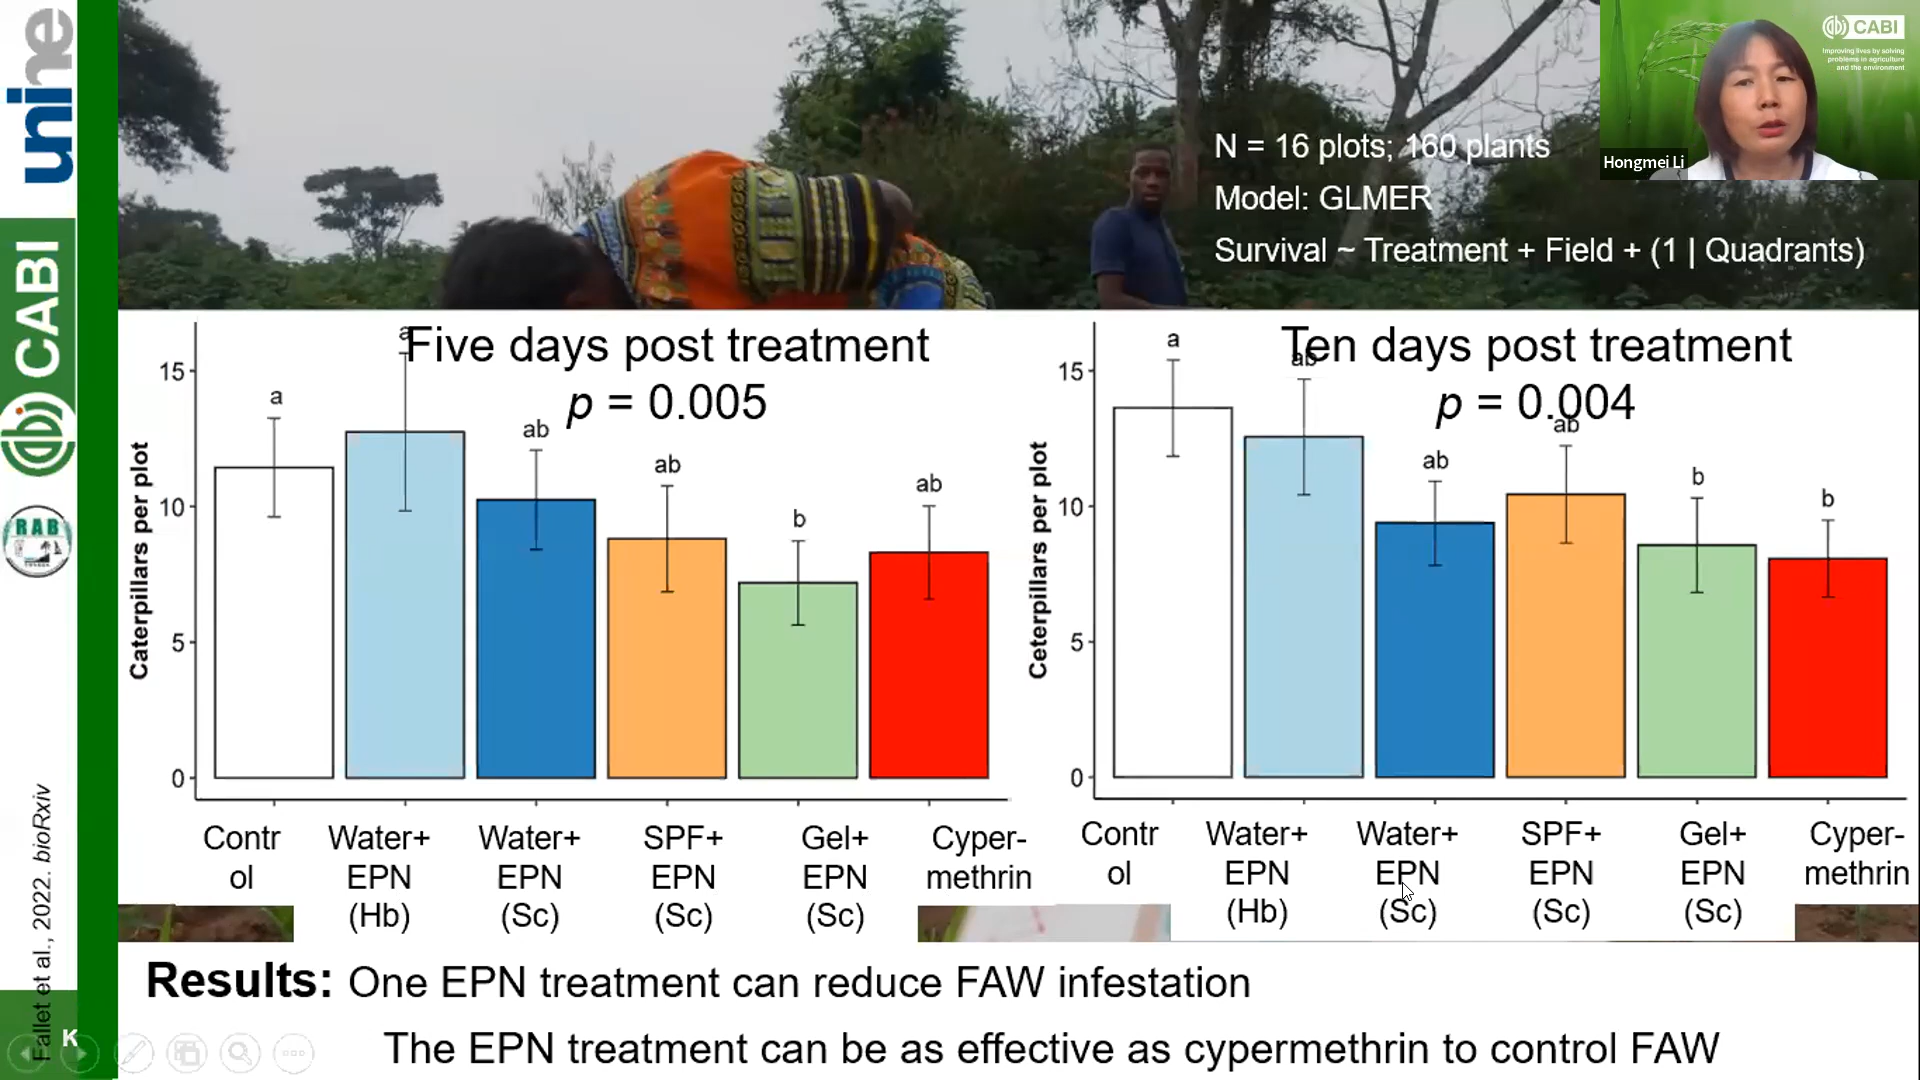 unine
CABI
RAB
Fallet et al., 2022. bioRxiv
K
CABI
Improving lives by solving
problems in agriculture
and the environment
Hongmei Li
N = 16 plots; 160 plants
Model: GLMER
Survival ~ Treatment + Field + (1 | Quadrants)
Five days post treatment
p = 0.005
Caterpillars per plot
15
10
5
0
a
a
ab
ab
b
ab
Contr
ol
Water+
EPN
(Hb)
Water+
EPN
(Sc)
SPF+
EPN
(Sc)
Gel+
EPN
(Sc)
Cyper-
methrin
Ten days post treatment
p = 0.004
Ceterpillars per plot
15
10
5
0
a
ab
ab
ab
b
b
Contr
ol
Water+
EPN
(Hb)
Water+
EPN
(Sc)
SPF+
EPN
(Sc)
Gel+
EPN
(Sc)
Cyper-
methrin
Results: One EPN treatment can reduce FAW infestation
The EPN treatment can be as effective as cypermethrin to control FAW